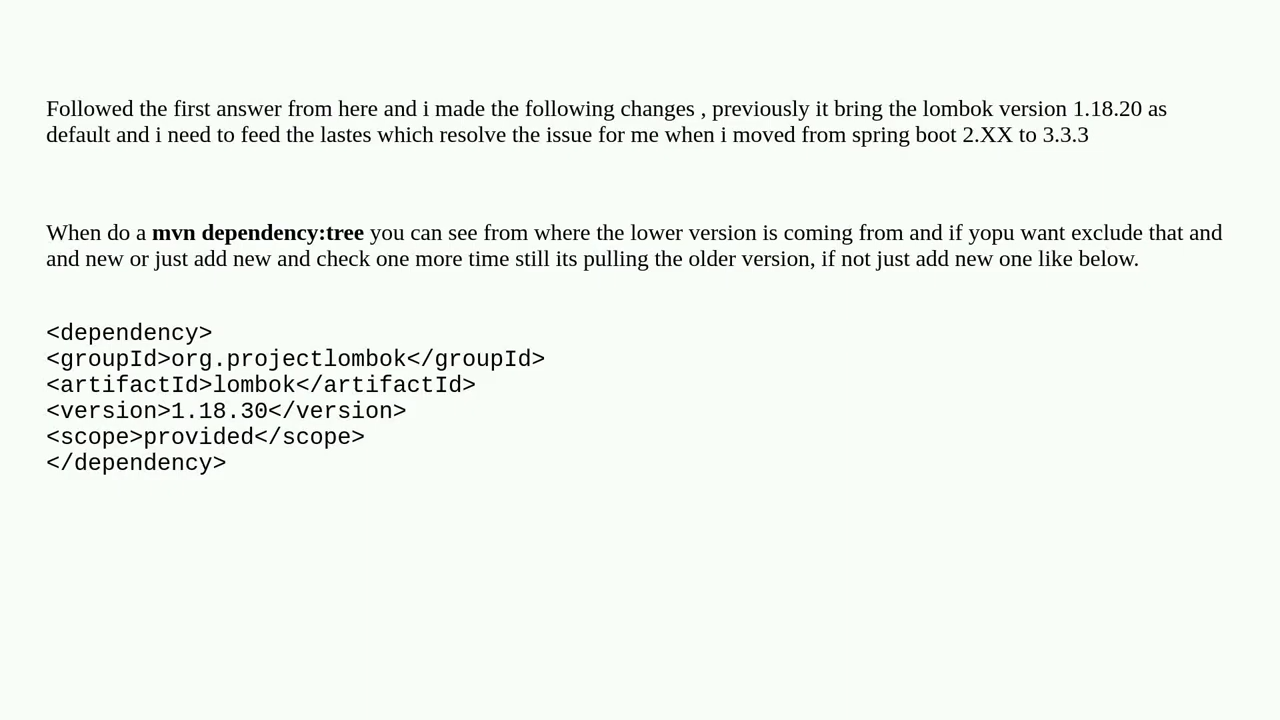 Followed the first answer from here and i made the following changes , previously it bring the lombok version 1.18.20 as
default and i need to feed the lastes which resolve the issue for me when i moved from spring boot 2.XX to 3.3.3
When do a mvn dependency:tree you can see from where the lower version is coming from and if yopu want exclude that and
and new or just add new and check one more time still its pulling the older version, if not just add new one like below.
<dependency>
<groupId>org.projectlombok</groupId>
<artifactId>lombok</artifactId>
<version>1.18.30</version>
<scope>provided</scope>
</dependency>